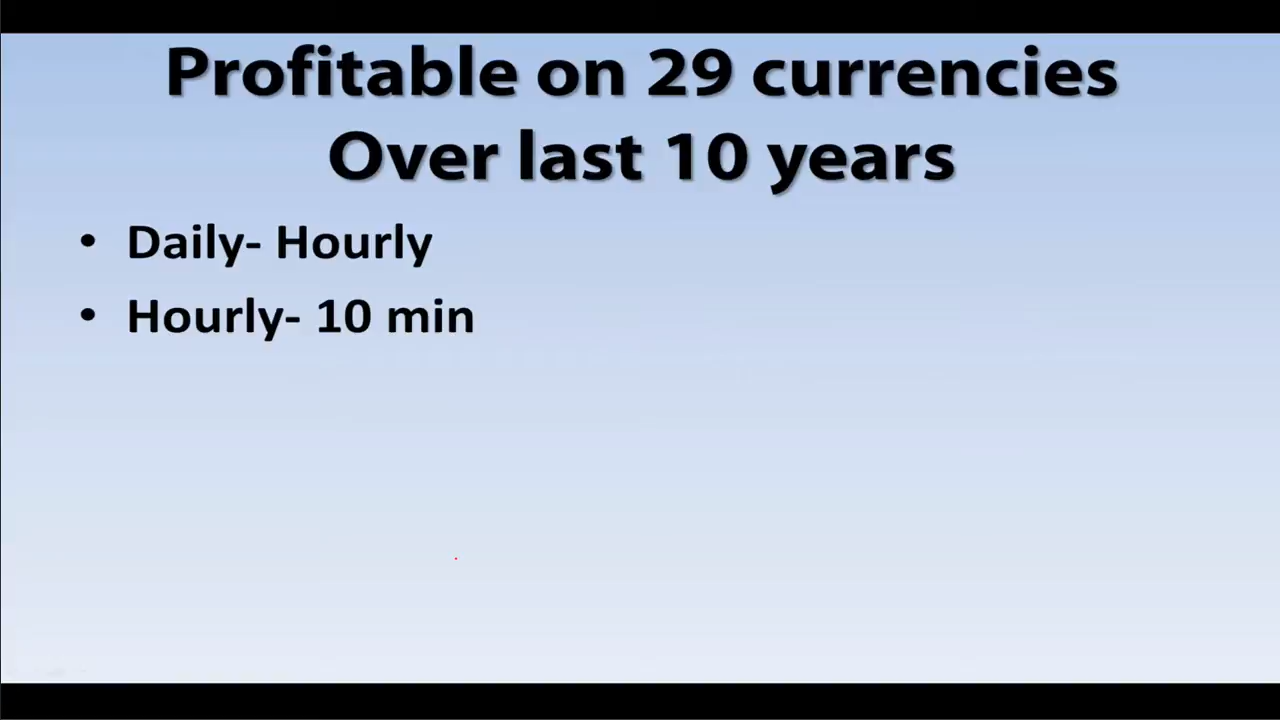 Profitable on 29 currencies
Over last 10 years
• Daily- Hourly
• Hourly- 10 min